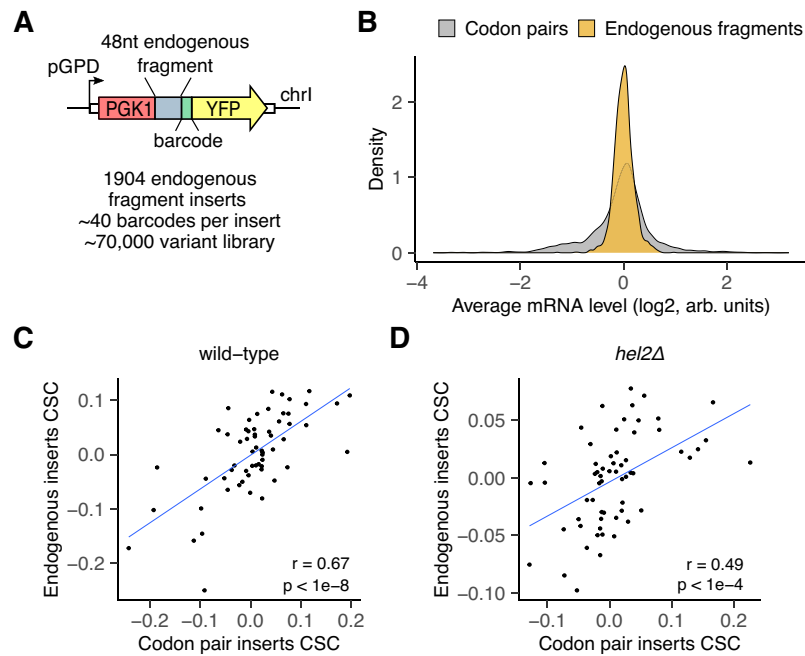 A
48nt endogenous
fragment
pGPD
PGK1
YFP
chrI
barcode
1904 endogenous
fragment inserts
~40 barcodes per insert
~70,000 variant library
B
Codon pairs
Endogenous fragments
Density
2
1
0
−4
−2
0
2
Average mRNA level (log2, arb. units)
C
wild−type
Endogenous inserts CSC
0.1
0.0
−0.1
−0.2
r = 0.67
p < 1e−8
−0.2
−0.1
0.0
0.1
0.2
Codon pair inserts CSC
D
hel2Δ
Endogenous inserts CSC
0.05
0.00
−0.05
−0.10
r = 0.49
p < 1e−4
−0.1
0.0
0.1
0.2
Codon pair inserts CSC